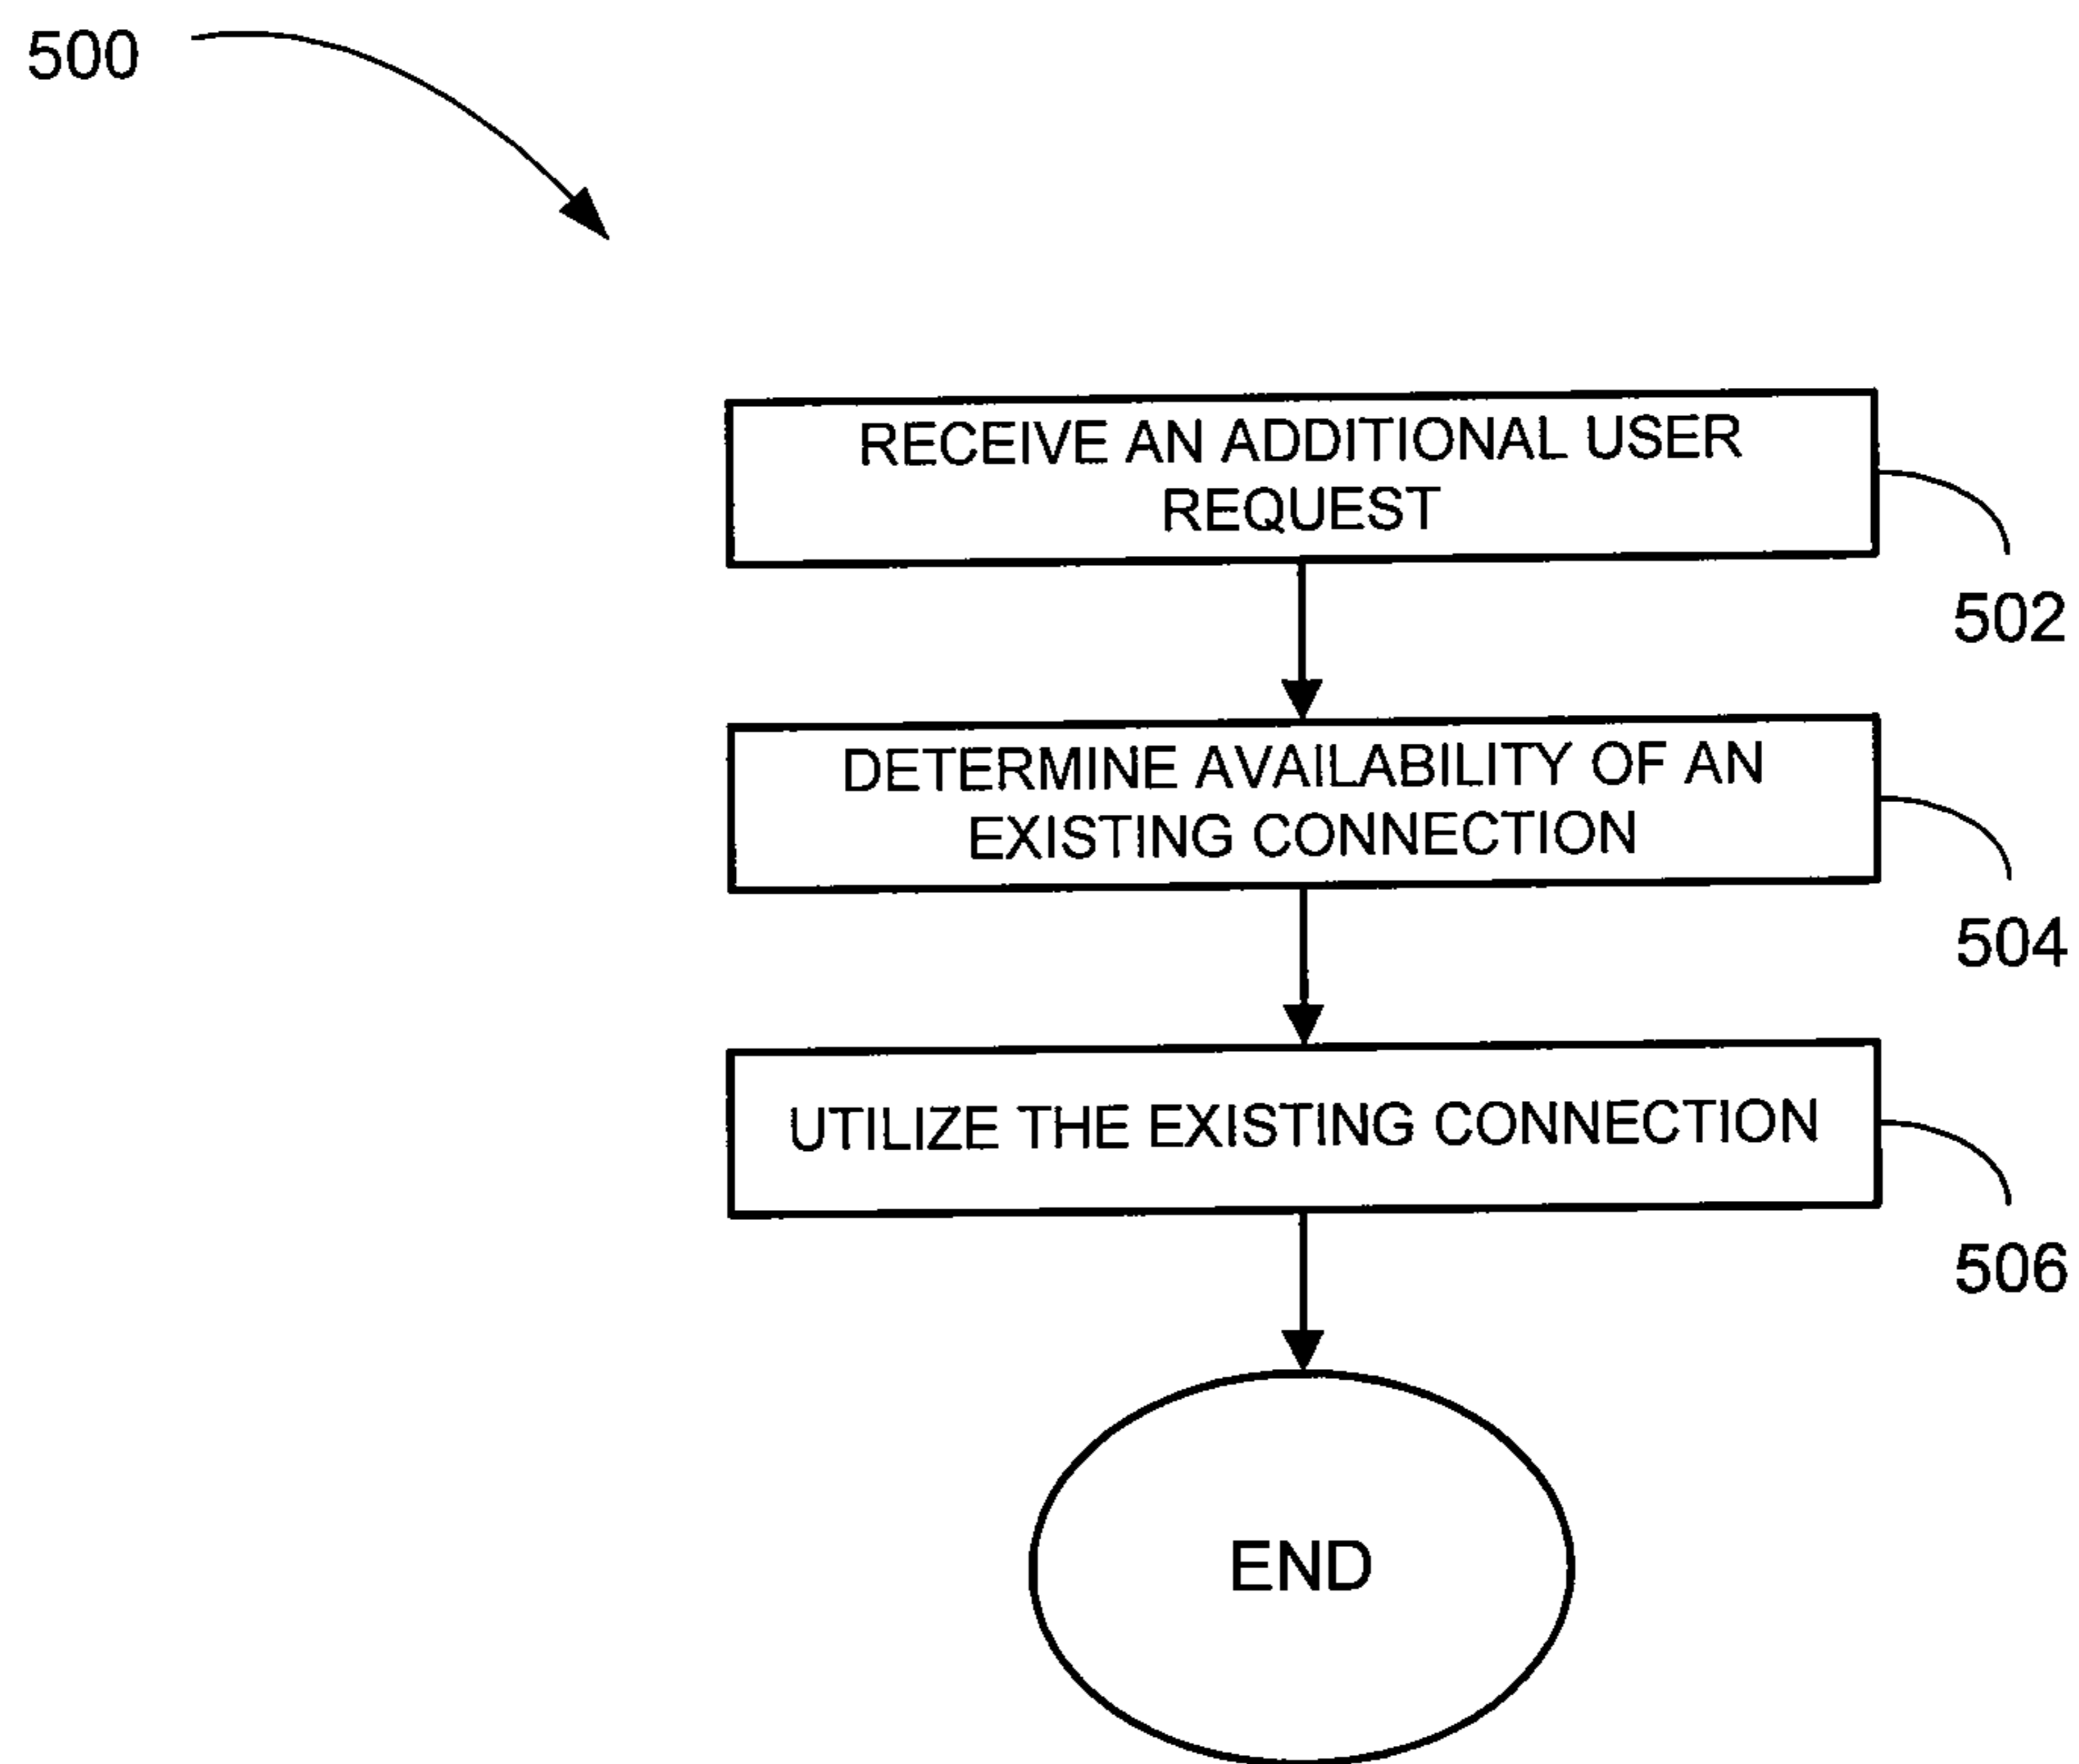 500
RECEIVE AN ADDITIONAL USER
REQUEST
502
DETERMINE AVAILABILITY OF AN
EXISTING CONNECTION
504
UTILIZE THE EXISTING CONNECTION
506
END